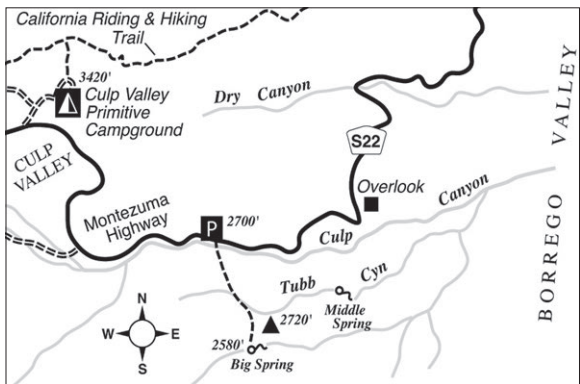 California Riding & Hiking
Trail
3420'
Culp Valley
Primitive
Campground
Dry Canyon
CULP
VALLEY
S22
Overlook
Montezuma
Highway
P
2700'
Culp Canyon
Tubb Cyn
Middle
Spring
2720'
2580'
Big Spring
N
W E
S
BORREGO VALLEY